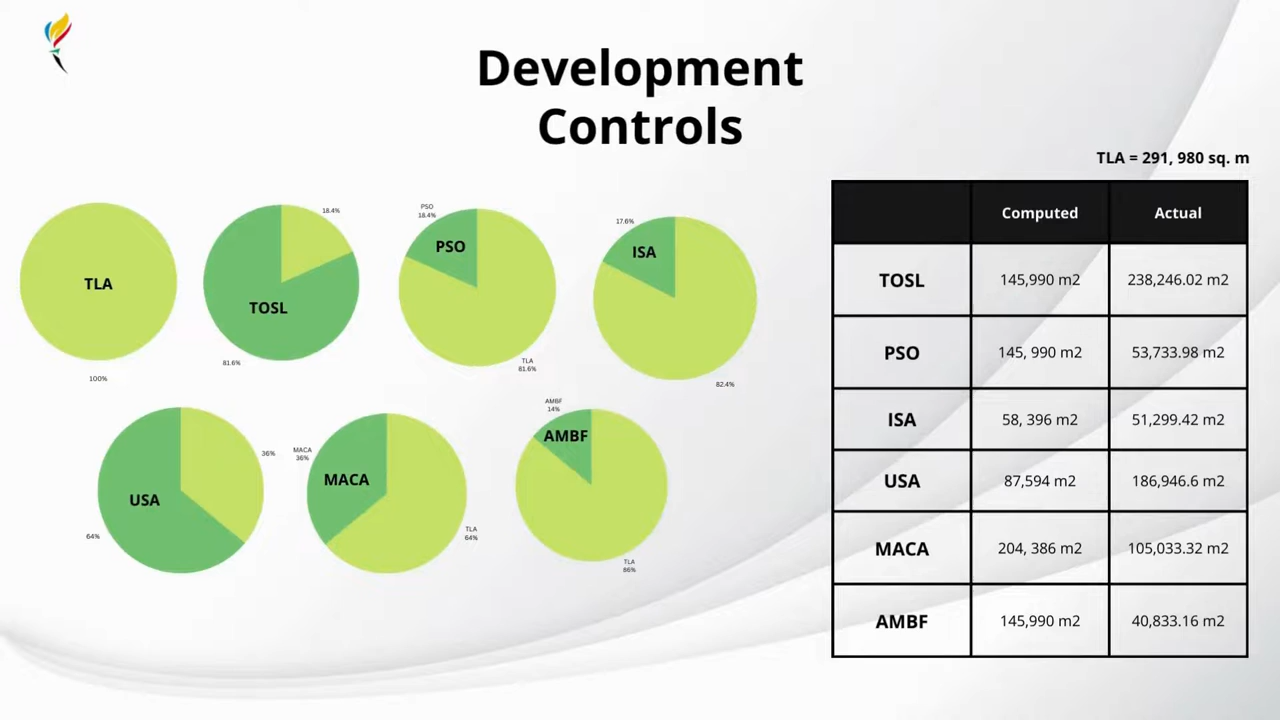 Development
Controls
TLA = 291, 980 sq. m
TLA
100%
18.4%
TOSL
81.6%
PSO
18.4%
PSO
TLA
81.6%
17.6%
ISA
82.4%
USA
36%
64%
MACA
36%
MACA
TLA
64%
AMBF
14%
AMBF
TLA
86%
Computed Actual
TOSL 145,990 m2 238,246.02 m2
PSO 145, 990 m2 53,733.98 m2
ISA 58, 396 m2 51,299.42 m2
USA 87,594 m2 186,946.6 m2
MACA 204, 386 m2 105,033.32 m2
AMBF 145,990 m2 40,833.16 m2